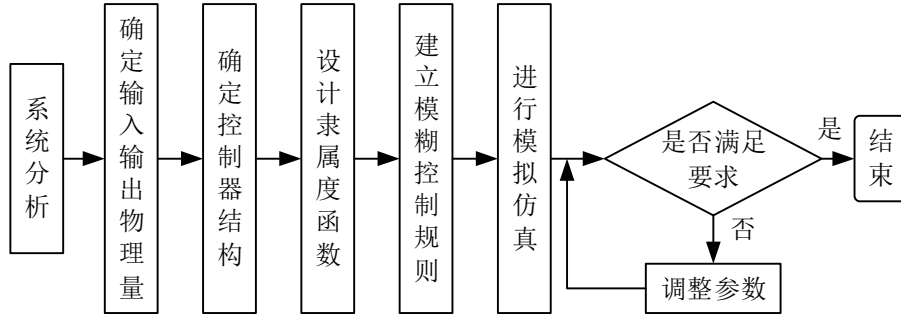 系统分析
确定输入输出物理量
确定控制器结构
设计隶属度函数
建立模糊控制规则
进行模拟仿真
是否满足
要求
是
结束
否
调整参数